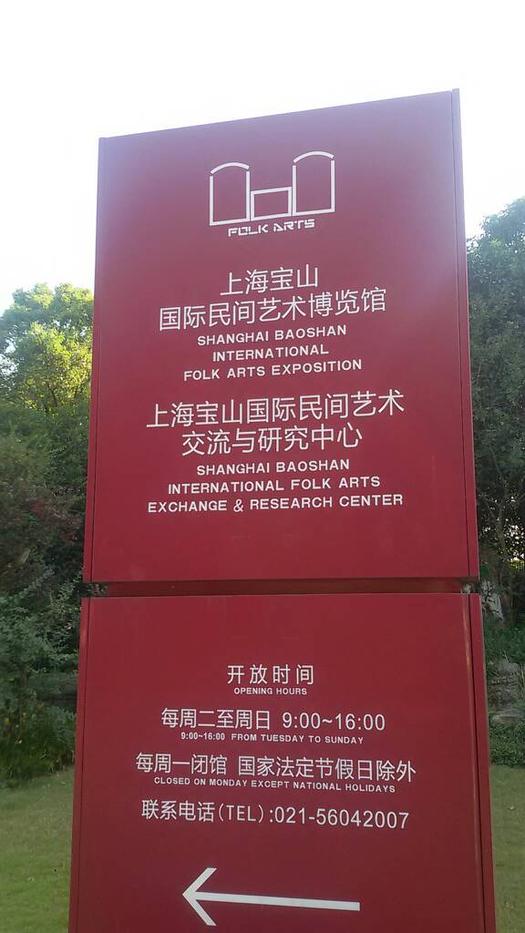 FOLK ARTS
上海宝山
国际民间艺术博览馆
SHANGHAI BAOSHAN
INTERNATIONAL
FOLK ARTS EXPOSITION
上海宝山国际民间艺术
交流与研究中心
SHANGHAI BAOSHAN
INTERNATIONAL FOLK ARTS
EXCHANGE & RESEARCH CENTER
开放时间
OPENING HOURS
每周二至周日 9:00~16:00
9:00~16:00 FROM TUESDAY TO SUNDAY
每周一闭馆 国家法定节假日除外
CLOSED ON MONDAY EXCEPT NATIONAL HOLIDAYS
联系电话(TEL):021-56042007